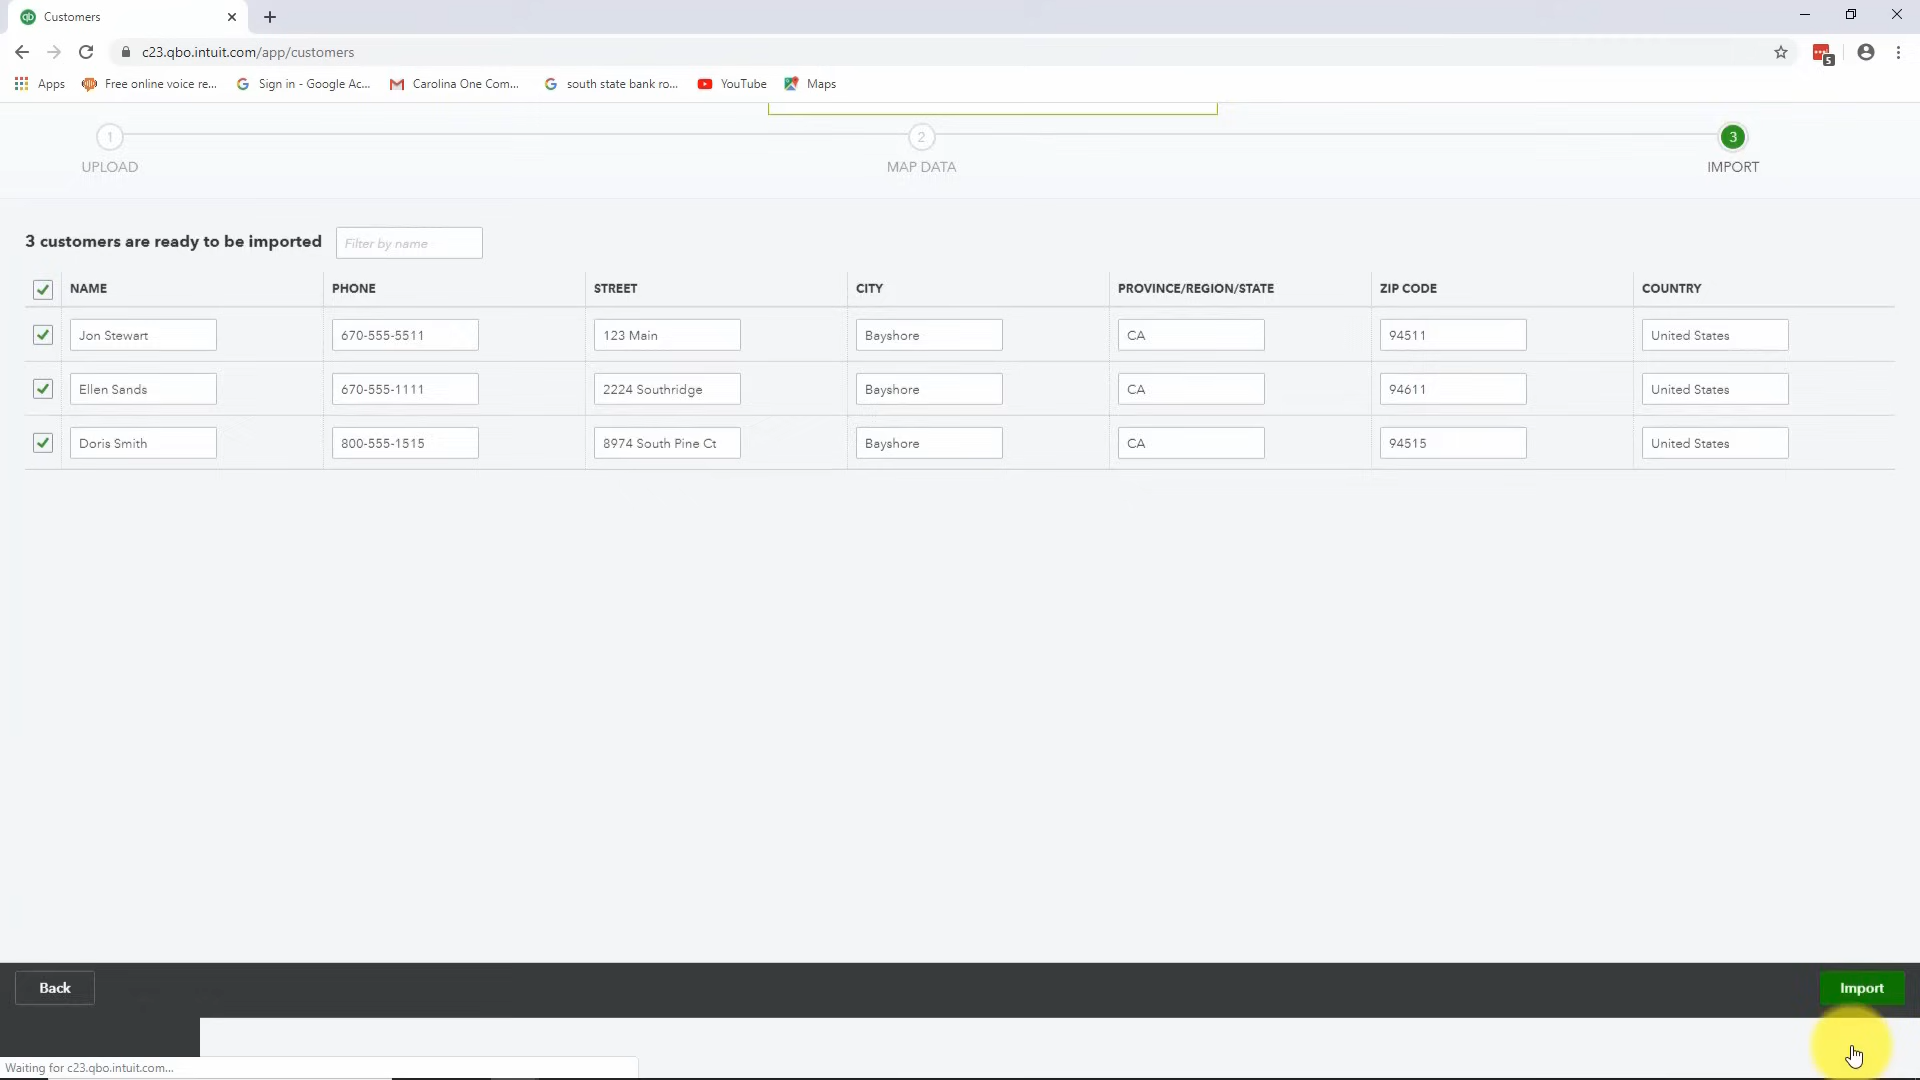 Customers
c23.qbo.intuit.com/app/customers
5
Apps Free online voice re... Sign in - Google Ac... Carolina One Com... south state bank ro... YouTube Maps
1 2 3
UPLOAD MAP DATA IMPORT
3 customers are ready to be imported Filter by name
NAME PHONE STREET CITY PROVINCE/REGION/STATE ZIP CODE COUNTRY
Jon Stewart 670-555-5511 123 Main Bayshore CA 94511 United States
Ellen Sands 670-555-1111 2224 Southridge Bayshore CA 94611 United States
Doris Smith 800-555-1515 8974 South Pine Ct Bayshore CA 94515 United States
Back Import
Waiting for c23.qbo.intuit.com...